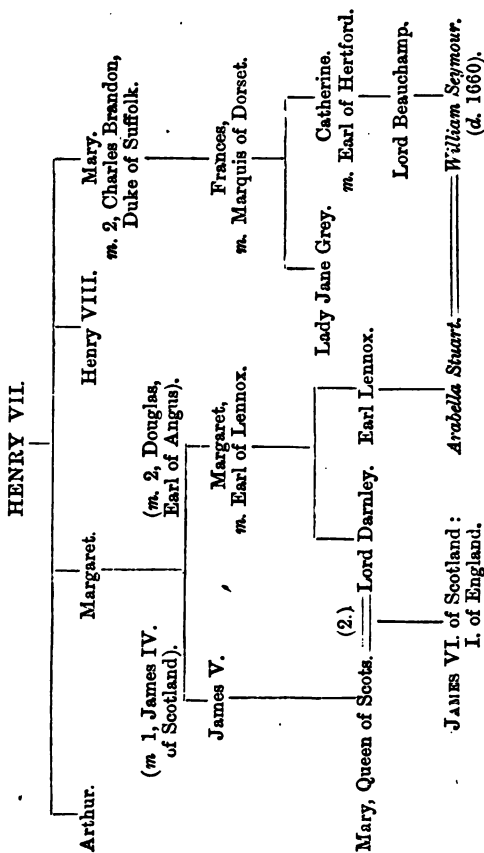 HENRY VII.
Arthur.
Margaret.
Henry VIII.
Mary.
m. 2, Charles Brandon,
Duke of Suffolk.
(m 1, James IV.
of Scotland).
(m. 2, Douglas,
Earl of Angus).
James V.
Margaret,
m. Earl of Lennox.
Frances,
m. Marquis of Dorset.
Lady Jane Grey.
Catherine.
m. Earl of Hertford.
Mary, Queen of Scots.
(2.)
Lord Darnley.
Earl Lennox.
Lord Beauchamp.
JAMES VI. of Scotland:
I. of England.
Arabella Stuart.
William Seymour.
(d. 1660).